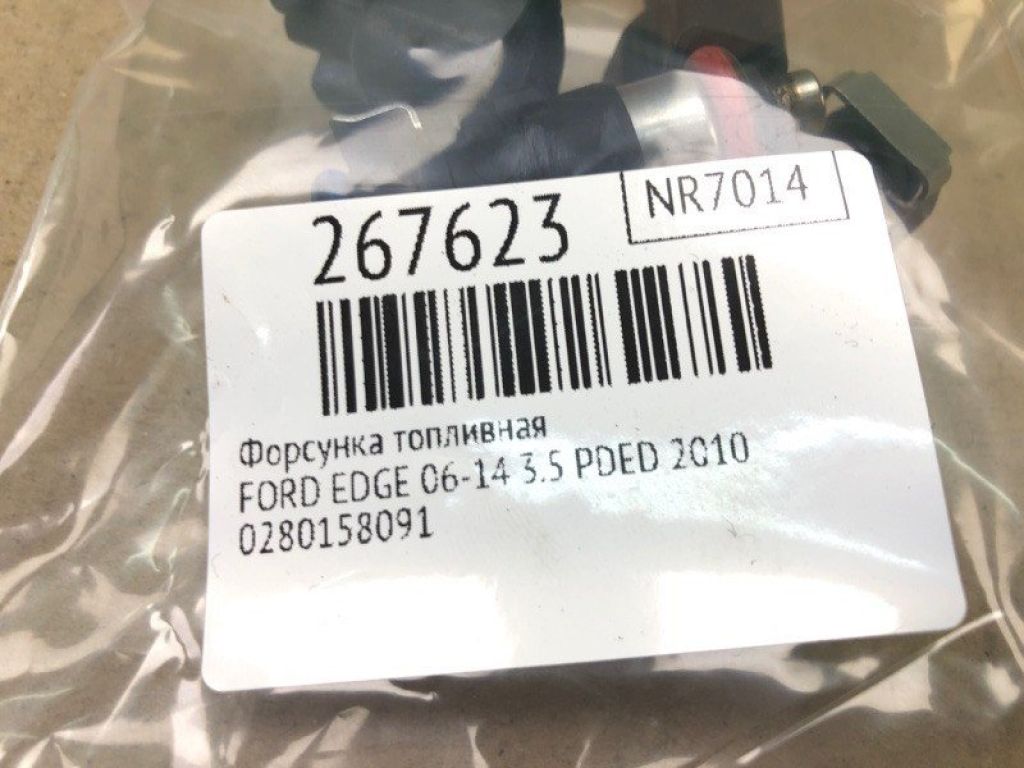 267623
NR7014
Форсунка топливная
FORD EDGE 06-14 3.5 PDED 2010
0280158091